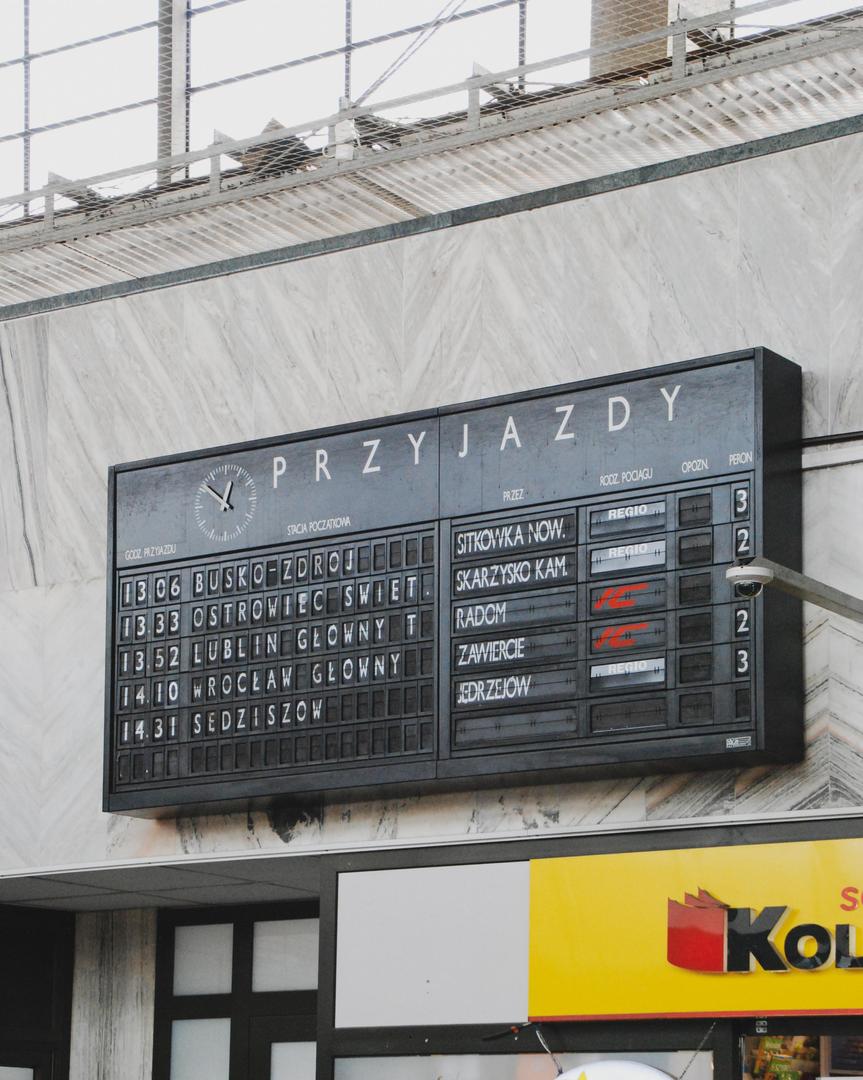 PRZYJAZDY
GODZ. PRZYJAZDU STACJA POCZĄTKOWA PRZEZ RODZ. POCIĄGU OPÓŹN. PERON
13.06 BUSKO-ZDRÓJ SITKÓWKA NOW. REGIO 3
13.33 OSTROWIEC ŚWIĘT. SKARŻYSKO KAM. REGIO 2
13.52 LUBLIN GŁÓWNY T RADOM IC
14.10 WROCŁAW GŁÓWNY ZAWIERCIE IC 2
14.31 SĘDZISZÓW JĘDRZEJÓW REGIO 3
KOL